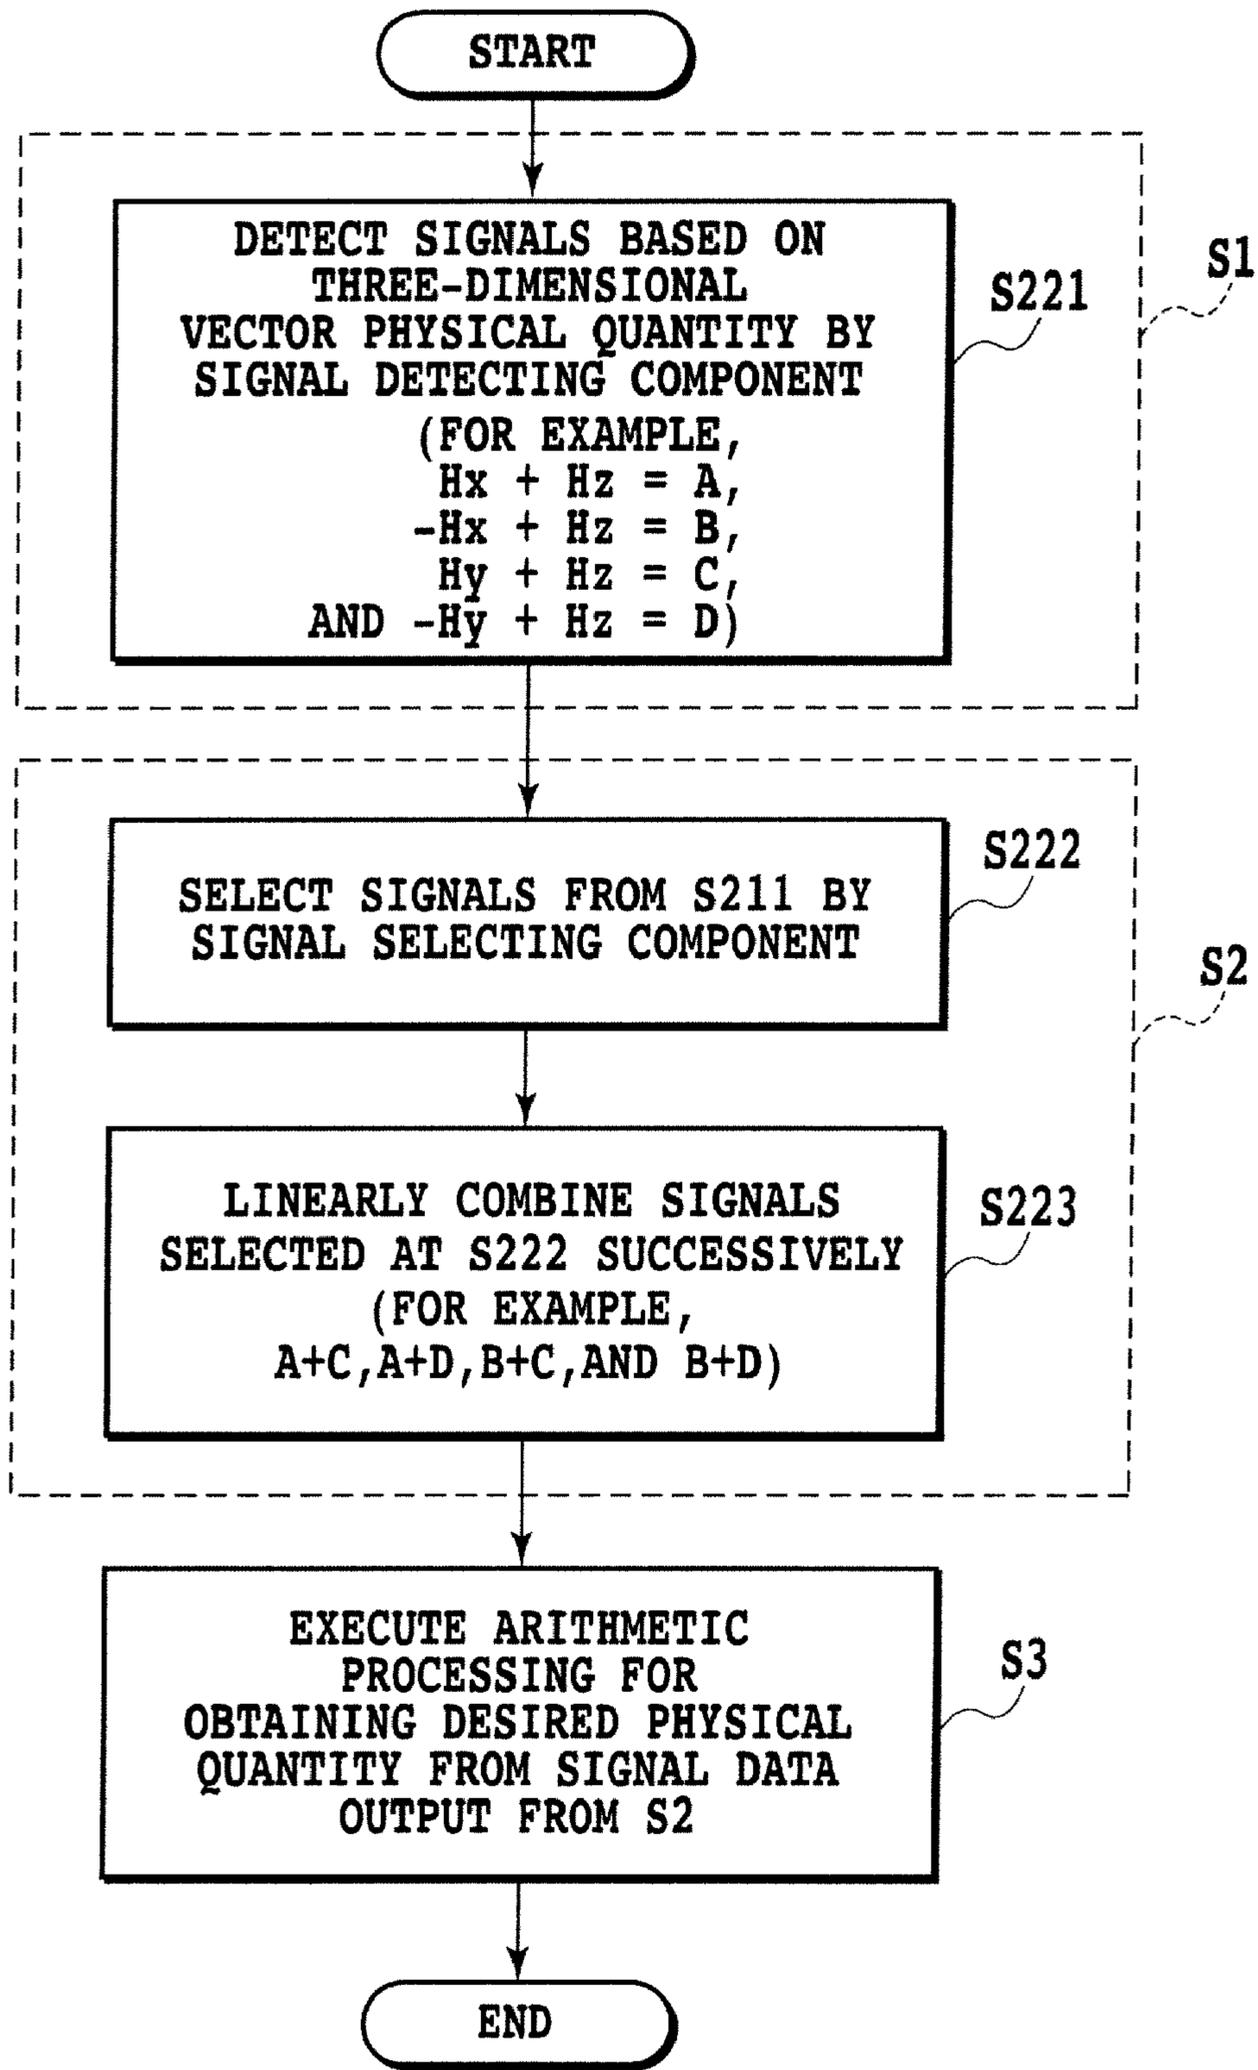 START
DETECT SIGNALS BASED ON
THREE-DIMENSIONAL
VECTOR PHYSICAL QUANTITY BY
SIGNAL DETECTING COMPONENT
(FOR EXAMPLE,
Hx + Hz = A,
-Hx + Hz = B,
Hy + Hz = C,
AND -Hy + Hz = D)
S221
S1
SELECT SIGNALS FROM S211 BY
SIGNAL SELECTING COMPONENT
S222
S2
LINEARLY COMBINE SIGNALS
SELECTED AT S222 SUCCESSIVELY
(FOR EXAMPLE,
A+C,A+D,B+C,AND B+D)
S223
EXECUTE ARITHMETIC
PROCESSING FOR
OBTAINING DESIRED PHYSICAL
QUANTITY FROM SIGNAL DATA
OUTPUT FROM S2
S3
END